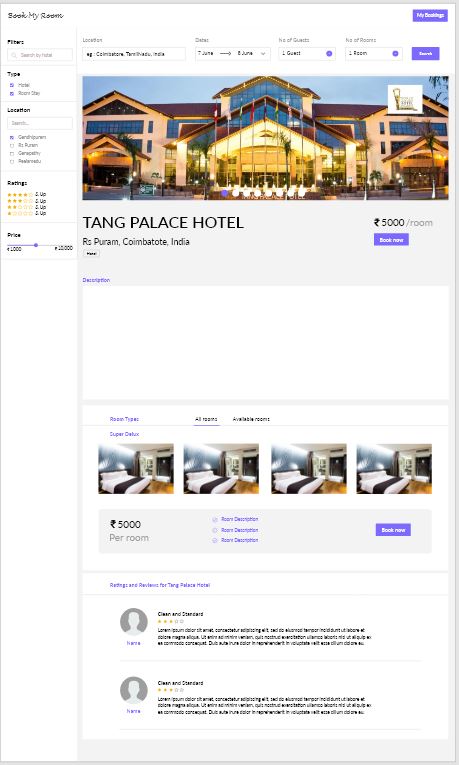 Book My Room
My Bookings
Filters
Search by hotel
Type
Hotel
Room Stay
Location
Search...
Gandhipuram
Rs Puram
Ganapathy
Peelamedu
Ratings
& Up
& Up
& Up
& Up
Price
₹ 1000 ₹ 10,000
Location Dates No of Guests No of Rooms
eg : Coimbatore, Tamilnadu, India 7 June 8 June 1 Guest 1 Room Search
TANG PALACE HOTEL
₹ 5000 /room
Rs Puram, Coimbatote, India
Book now
Hotel
Description
Room Types All rooms Available rooms
Super Delux
₹ 5000
Per room
Room Description
Room Description
Room Description
Book now
Ratings and Reviews for Tang Palace Hotel
Clean and Standard
Lorem ipsum dolor sit amet, consectetur adipiscing elit, sed do eiusmod tempor incididunt ut labore et
dolore magna aliqua. Ut enim ad minim veniam, quis nostrud exercitation ullamco laboris nisi ut aliquip ex
ea commodo consequat. Duis aute irure dolor in reprehenderit in voluptate velit esse cillum dolore eu
Name
Clean and Standard
Lorem ipsum dolor sit amet, consectetur adipiscing elit, sed do eiusmod tempor incididunt ut labore et
dolore magna aliqua. Ut enim ad minim veniam, quis nostrud exercitation ullamco laboris nisi ut aliquip ex
ea commodo consequat. Duis aute irure dolor in reprehenderit in voluptate velit esse cillum dolore eu
Name